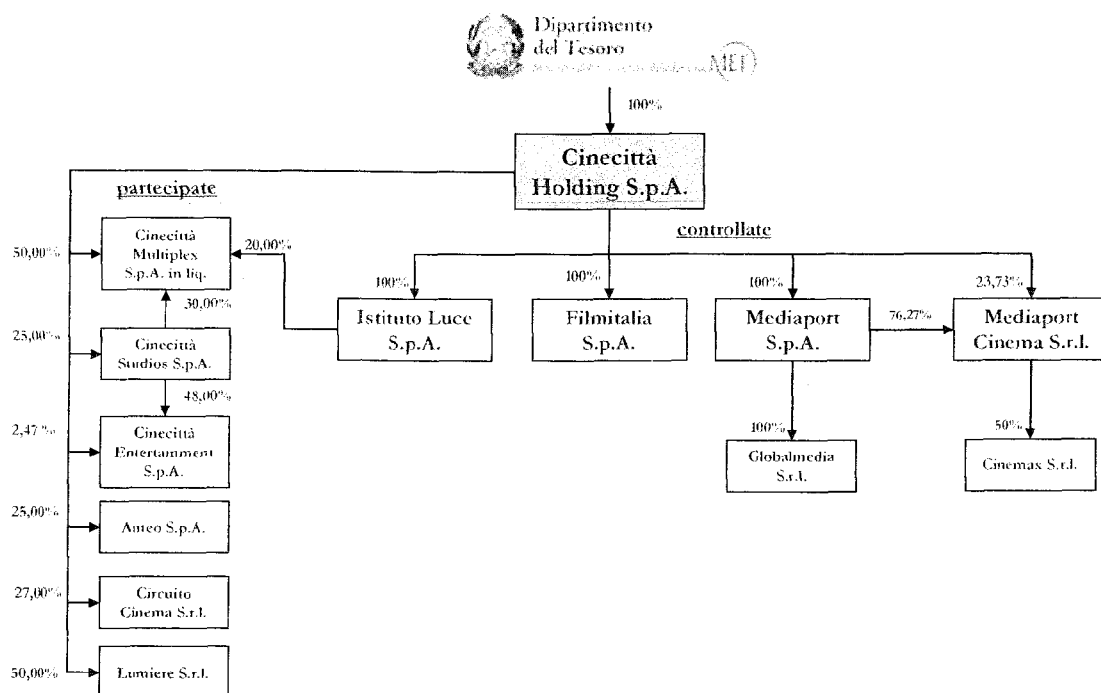 Dipartimento
del Tesoro
MEF
100%
Cinecittà
Holding S.p.A.
partecipate
controllate
50,00%
Cinecittà
Multiplex
S.p.A. in liq.
20,00%
30,00%
25,00%
Cinecittà
Studios S.p.A.
48,00%
2,47%
Cinecittà
Entertainment
S.p.A.
25,00%
Anteo S.p.A.
27,00%
Circuito
Cinema S.r.l.
50,00%
Lumiere S.r.l.
100%
Istituto Luce
S.p.A.
100%
Filmitalia
S.p.A.
100%
Mediaport
S.p.A.
76,27%
23,73%
Mediaport
Cinema S.r.l.
100%
Globalmedia
S.r.l.
50%
Cinemax S.r.l.